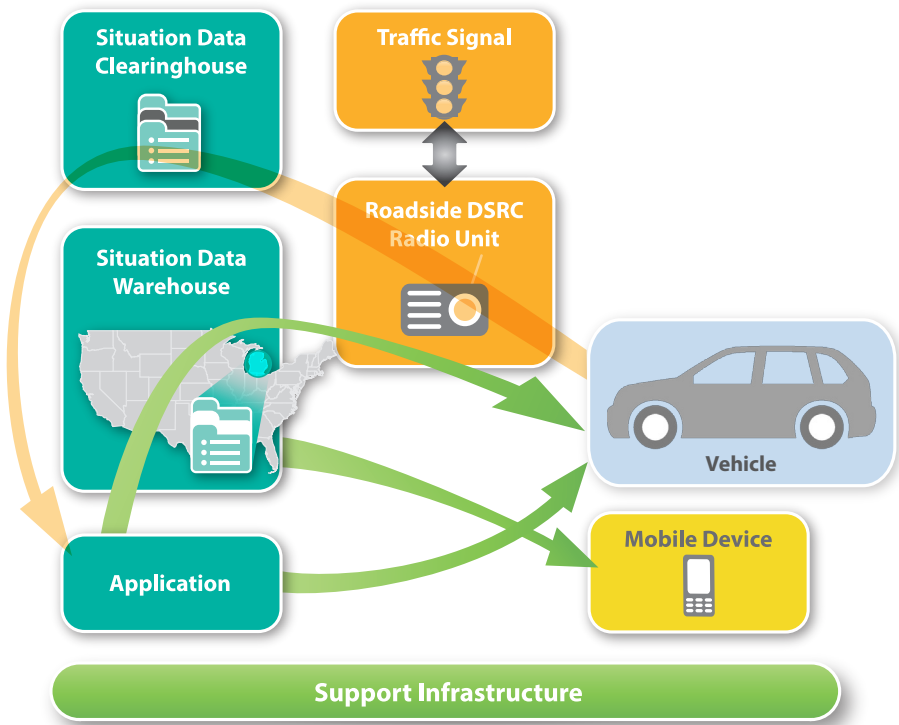 Situation Data
Clearinghouse
Traffic Signal
Roadside DSRC
Radio Unit
Situation Data
Warehouse
Vehicle
Mobile Device
Application
Support Infrastructure